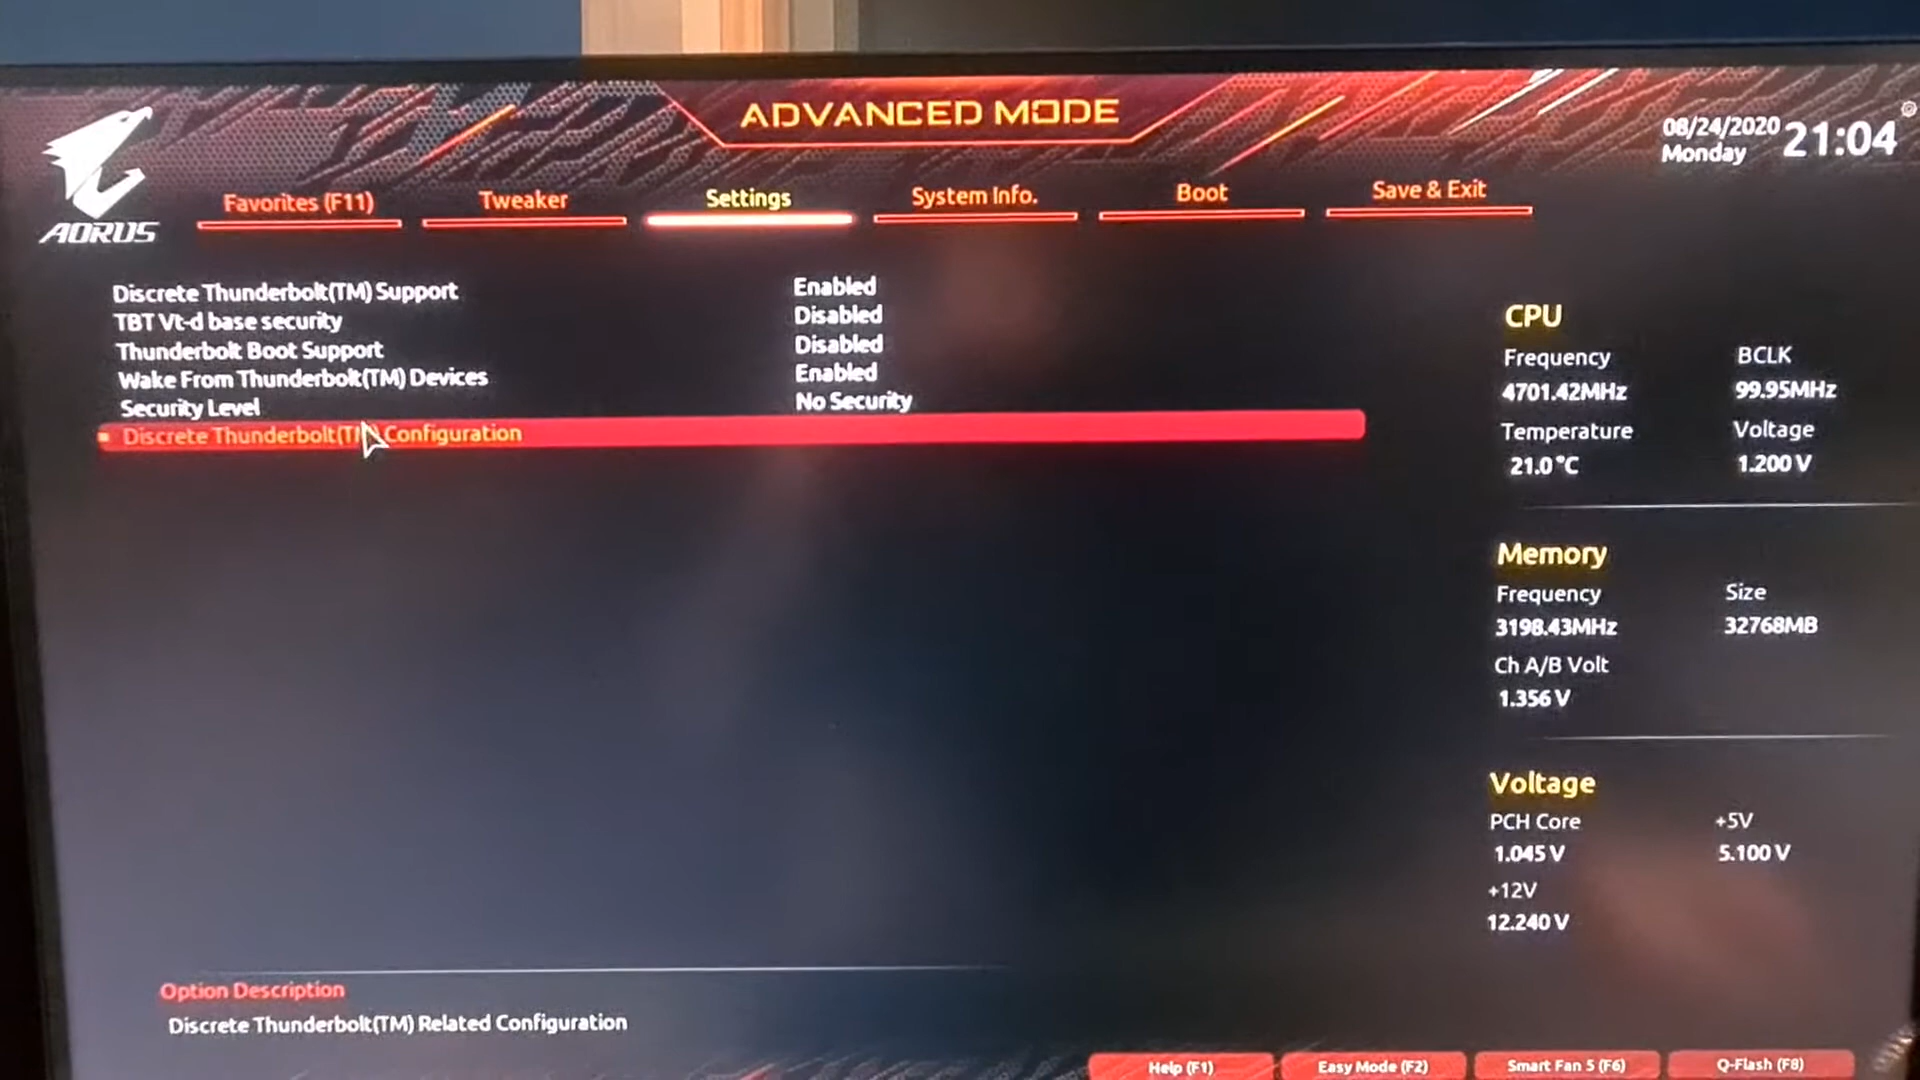 ADVANCED MODE
08/24/2020
Monday
21:04
AORUS
Favorites (F11)
Tweaker
Settings
System Info.
Boot
Save & Exit
Discrete Thunderbolt(TM) Support Enabled
TBT Vt-d base security Disabled
Thunderbolt Boot Support Disabled
Wake From Thunderbolt(TM) Devices Enabled
Security Level No Security
Discrete Thunderbolt(TM) Configuration
CPU
Frequency BCLK
4701.42MHz 99.95MHz
Temperature Voltage
21.0 °C 1.200 V
Memory
Frequency Size
3198.43MHz 32768MB
Ch A/B Volt
1.356 V
Voltage
PCH Core +5V
1.045 V 5.100 V
+12V
12.240 V
Option Description
Discrete Thunderbolt(TM) Related Configuration
Help (F1)
Easy Mode (F2)
Smart Fan 5 (F6)
Q-Flash (F8)